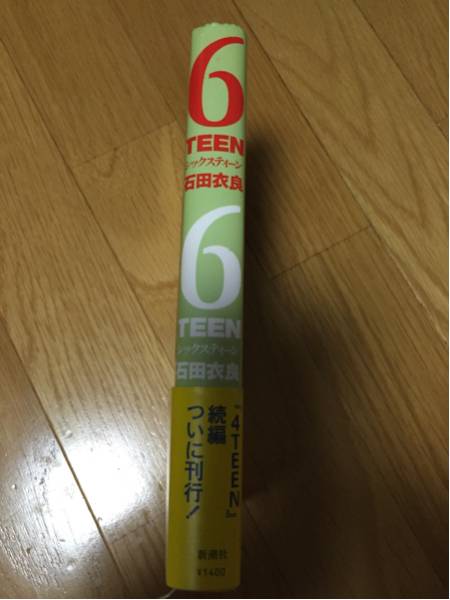 6
TEEN
シックスティーン
石田衣良
6
TEEN
シックスティーン
石田衣良
『4TEEN』
続編
ついに刊行!
新潮社
¥1400